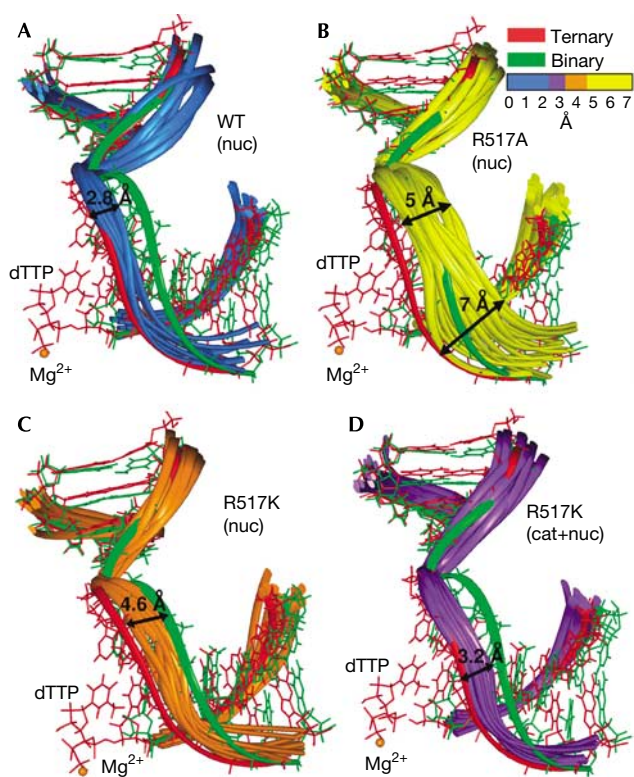 A
WT
(nuc)
2.8 Å
dTTP
Mg2+
B
Ternary
Binary
0 1 2 3 4 5 6 7
Å
R517A
(nuc)
5 Å
dTTP
7 Å
Mg2+
C
R517K
(nuc)
4.6 Å
dTTP
Mg2+
D
R517K
(cat+nuc)
3.2 Å
dTTP
Mg2+